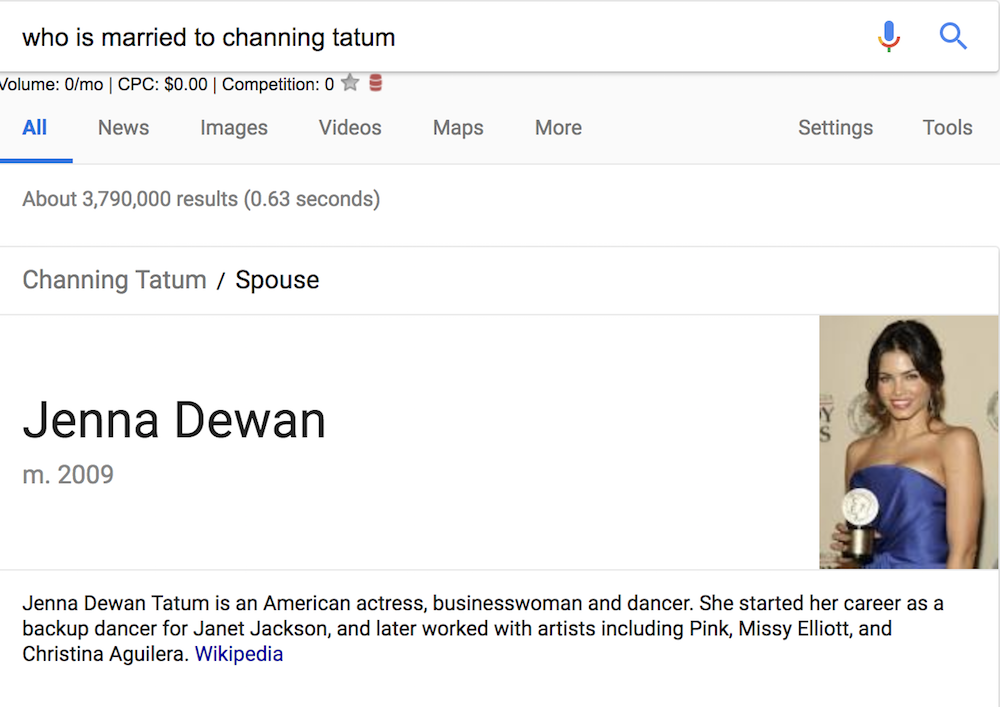 who is married to channing tatum
Volume: 0/mo | CPC: $0.00 | Competition: 0
All News Images Videos Maps More Settings Tools
About 3,790,000 results (0.63 seconds)
Channing Tatum / Spouse
Jenna Dewan
m. 2009
Jenna Dewan Tatum is an American actress, businesswoman and dancer. She started her career as a
backup dancer for Janet Jackson, and later worked with artists including Pink, Missy Elliott, and
Christina Aguilera. Wikipedia